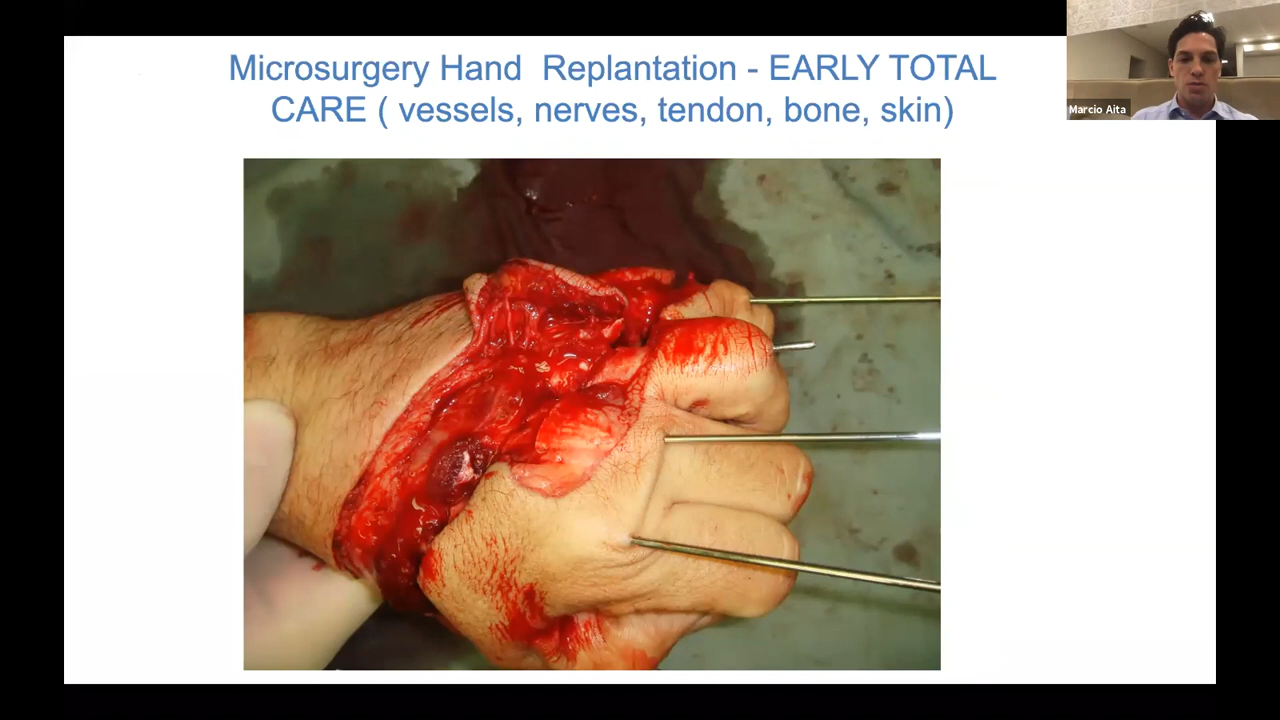 Microsurgery Hand  Replantation - EARLY TOTAL
CARE ( vessels, nerves, tendon, bone, skin)
Marcio Aita